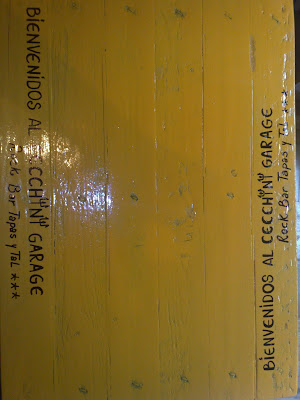 BIENVENIDOS AL CECCHINI GARAGE
Rock Bar Tapas y Tal ***
BIENVENIDOS AL CECCHINI GARAGE
Rock Bar Tapas y Tal ***